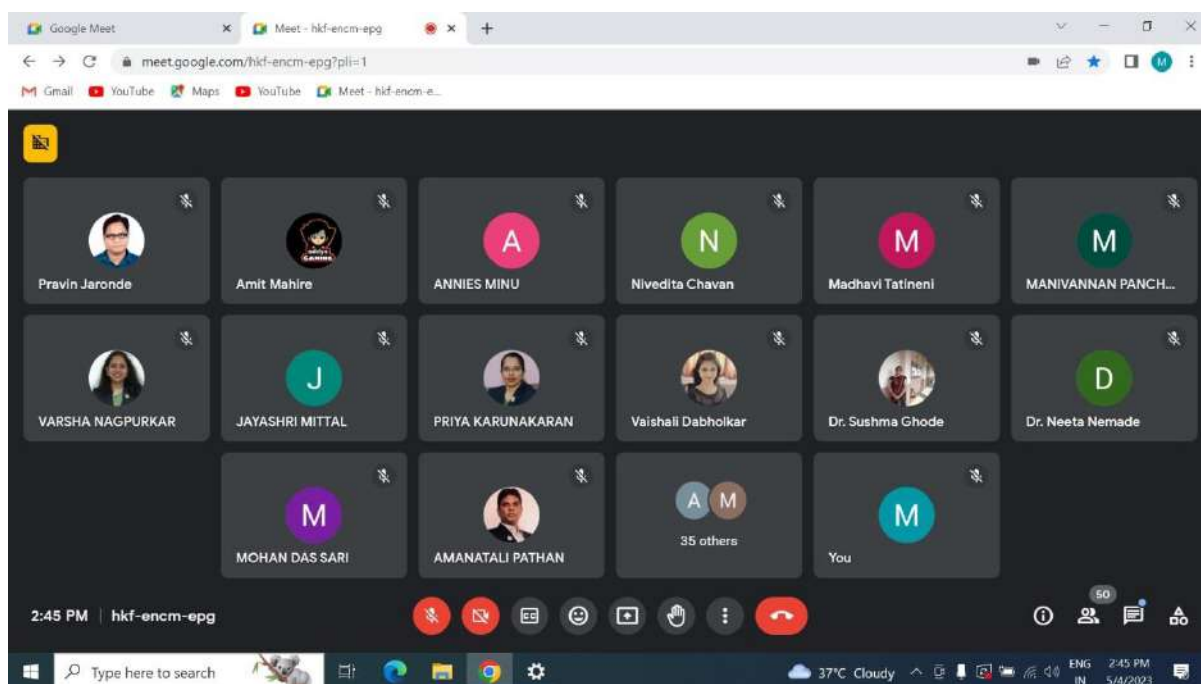 Google Meet
Meet - hkf-encm-epg
meet.google.com/hkf-encm-epg?pli=1
M
Gmail YouTube Maps YouTube Meet - hkf-encm-e...
Pravin Jaronde
Amit Mahire
A
ANNIES MINU
N
Nivedita Chavan
M
Madhavi Tatineni
M
MANIVANNAN PANCH...
VARSHA NAGPURKAR
J
JAYASHRI MITTAL
PRIYA KARUNAKARAN
Vaishali Dabholkar
Dr. Sushma Ghode
D
Dr. Neeta Nemade
M
MOHAN DAS SARI
AMANATALI PATHAN
A M
35 others
M
You
2:45 PM | hkf-encm-epg
50
Type here to search
37°C Cloudy
ENG
IN
2:45 PM
5/4/2023